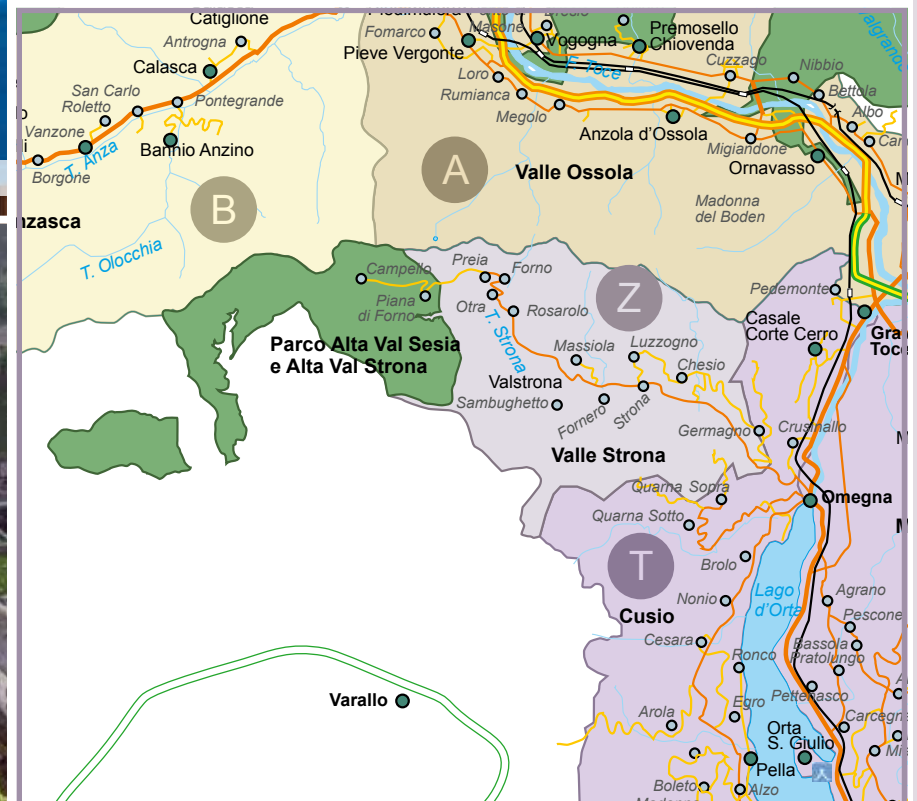 Catiglione
Antrogna
Calasca
San Carlo
Roletto
Pontegrande
Vanzone
T. Anza
Bannio Anzino
Borgone
B
nzasca
T. Olocchia
Fomarco
Masone
Pieve Vergonte
Vogogna
Premosello
Chiovenda
F. Toce
Cuzzago
Nibbio
Loro
Rumianca
Bettola
Megolo
Albo
Anzola d'Ossola
Migiandone
Ornavasso
A
Valle Ossola
Madonna
del Boden
Campello
Preia
Forno
Z
Pedemonte
Piana
di Forno
Otra
Rosarolo
T. Strona
Casale
Corte Cerro
Parco Alta Val Sesia
e Alta Val Strona
Massiola
Luzzogno
Chesio
Valstrona
Sambughetto
Fornero
Strona
Germagno
Crusinallo
Valle Strona
Quarna Sopra
Omegna
Quarna Sotto
T
Brolo
Lago
d'Orta
Nonio
Agrano
Cusio
Pescone
Cesara
Ronco
Bassola
Pratolungo
Pettenasco
Varallo
Egro
Arola
Carcegn
Orta
S. Giulio
Pella
Boleto
Alzo